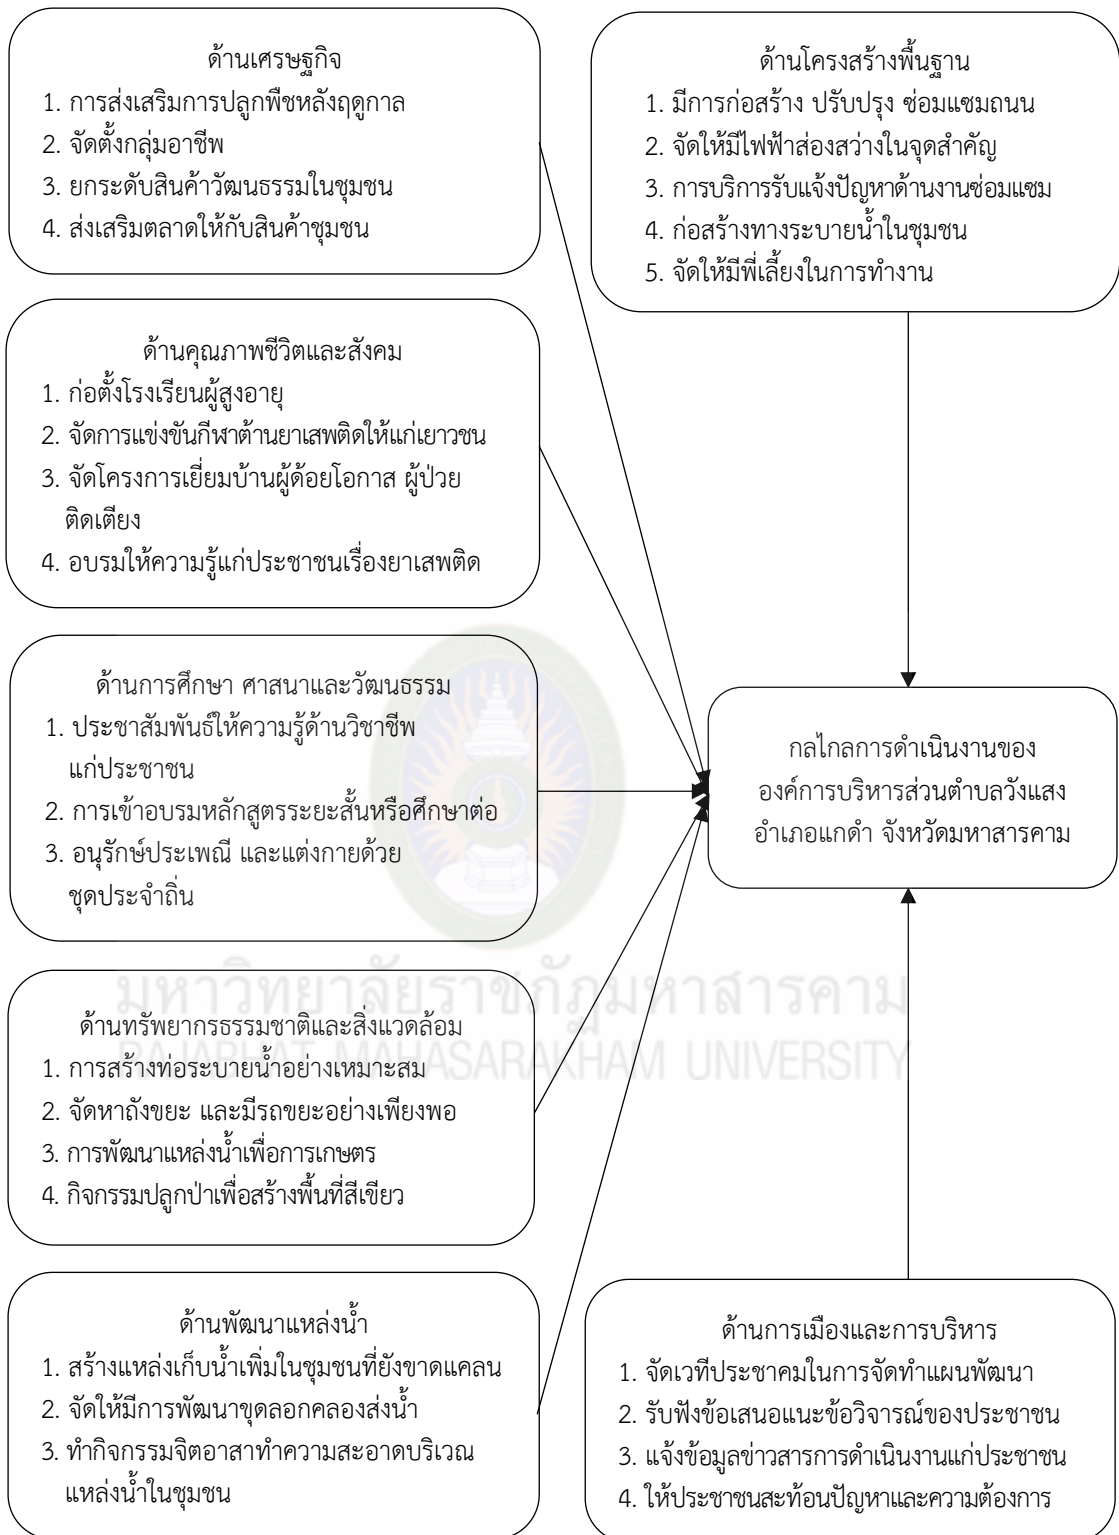 ด้านเศรษฐกิจ
1. การส่งเสริมการปลูกพืชหลังฤดูกาล
2. จัดตั้งกลุ่มอาชีพ
3. ยกระดับสินค้าวัฒนธรรมในชุมชน
4. ส่งเสริมตลาดให้กับสินค้าชุมชน
ด้านโครงสร้างพื้นฐาน
1. มีการก่อสร้าง ปรับปรุง ซ่อมแซมถนน
2. จัดให้มีไฟฟ้าส่องสว่างในจุดสำคัญ
3. การบริการรับแจ้งปัญหาด้านงานซ่อมแซม
4. ก่อสร้างทางระบายน้ำในชุมชน
5. จัดให้มีพี่เลี้ยงในการทำงาน
ด้านคุณภาพชีวิตและสังคม
1. ก่อตั้งโรงเรียนผู้สูงอายุ
2. จัดการแข่งขันกีฬาต้านยาเสพติดให้แก่เยาวชน
3. จัดโครงการเยี่ยมบ้านผู้ด้อยโอกาส ผู้ป่วย
ติดเตียง
4. อบรมให้ความรู้แก่ประชาชนเรื่องยาเสพติด
ด้านการศึกษา ศาสนาและวัฒนธรรม
1. ประชาสัมพันธ์ให้ความรู้ด้านวิชาชีพ
แก่ประชาชน
2. การเข้าอบรมหลักสูตรระยะสั้นหรือศึกษาต่อ
3. อนุรักษ์ประเพณี และแต่งกายด้วย
ชุดประจำถิ่น
กลไกลการดำเนินงานของ
องค์การบริหารส่วนตำบลวังแสง
อำเภอแกดำ จังหวัดมหาสารคาม
มหาวิทยาลัยราชภัฏมหาสารคาม
RAJABHAT MAHASARAKHAM UNIVERSITY
ด้านทรัพยากรธรรมชาติและสิ่งแวดล้อม
1. การสร้างท่อระบายน้ำอย่างเหมาะสม
2. จัดหาถังขยะ และมีรถขยะอย่างเพียงพอ
3. การพัฒนาแหล่งน้ำเพื่อการเกษตร
4. กิจกรรมปลูกป่าเพื่อสร้างพื้นที่สีเขียว
ด้านพัฒนาแหล่งน้ำ
1. สร้างแหล่งเก็บน้ำเพิ่มในชุมชนที่ยังขาดแคลน
2. จัดให้มีการพัฒนาขุดลอกคลองส่งน้ำ
3. ทำกิจกรรมจิตอาสาทำความสะอาดบริเวณ
แหล่งน้ำในชุมชน
ด้านการเมืองและการบริหาร
1. จัดเวทีประชาคมในการจัดทำแผนพัฒนา
2. รับฟังข้อเสนอแนะข้อวิจารณ์ของประชาชน
3. แจ้งข้อมูลข่าวสารการดำเนินงานแก่ประชาชน
4. ให้ประชาชนสะท้อนปัญหาและความต้องการ